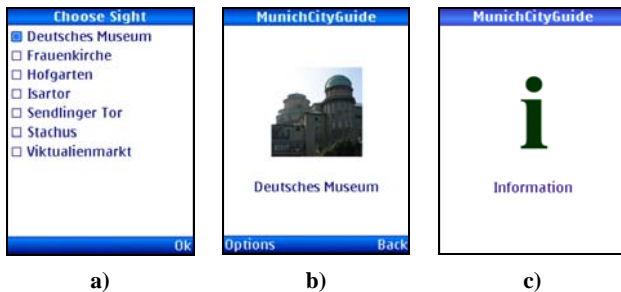 Choose Sight
Deutsches Museum
Frauenkirche
Hofgarten
Isartor
Sendlinger Tor
Stachus
Viktualienmarkt
Ok
a)
MunichCityGuide
Deutsches Museum
Options Back
b)
MunichCityGuide
i
Information
c)